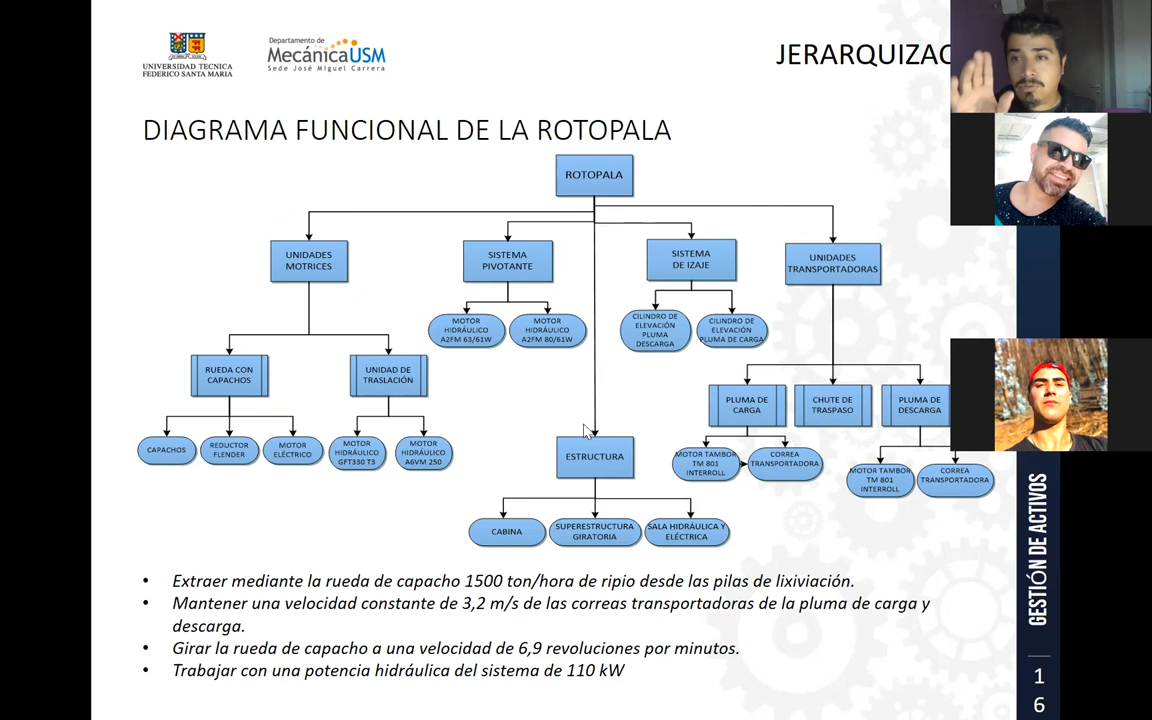 UNIVERSIDAD TECNICA
FEDERICO SANTA MARIA
Departamento de
MecánicaUSM
Sede José Miguel Carrera
JERARQUIZAC
DIAGRAMA FUNCIONAL DE LA ROTOPALA
ROTOPALA
UNIDADES
MOTRICES
SISTEMA
PIVOTANTE
SISTEMA
DE IZAJE
UNIDADES
TRANSPORTADORAS
MOTOR
HIDRÁULICO
A2FM 63/61W
MOTOR
HIDRÁULICO
A2FM 80/61W
CILINDRO DE
ELEVACIÓN
PLUMA
DESCARGA
CILINDRO DE
ELEVACIÓN
PLUMA DE CARGA
RUEDA CON
CAPACHOS
UNIDAD DE
TRASLACIÓN
PLUMA DE
CARGA
CHUTE DE
TRASPASO
PLUMA DE
DESCARGA
CAPACHOS
REDUCTOR
FLENDER
MOTOR
ELÉCTRICO
MOTOR
HIDRÁULICO
GFT330 T3
MOTOR
HIDRÁULICO
A6VM 250
ESTRUCTURA
MOTOR TAMBOR
TM 801
INTERROLL
CORREA
TRANSPORTADORA
MOTOR TAMBOR
TM 801
INTERROLL
CORREA
TRANSPORTADORA
CABINA
SUPERESTRUCTURA
GIRATORIA
SALA HIDRÁULICA Y
ELÉCTRICA
• Extraer mediante la rueda de capacho 1500 ton/hora de ripio desde las pilas de lixiviación.
• Mantener una velocidad constante de 3,2 m/s de las correas transportadoras de la pluma de carga y
descarga.
• Girar la rueda de capacho a una velocidad de 6,9 revoluciones por minutos.
• Trabajar con una potencia hidráulica del sistema de 110 kW
GESTIÓN DE ACTIVOS
1
6